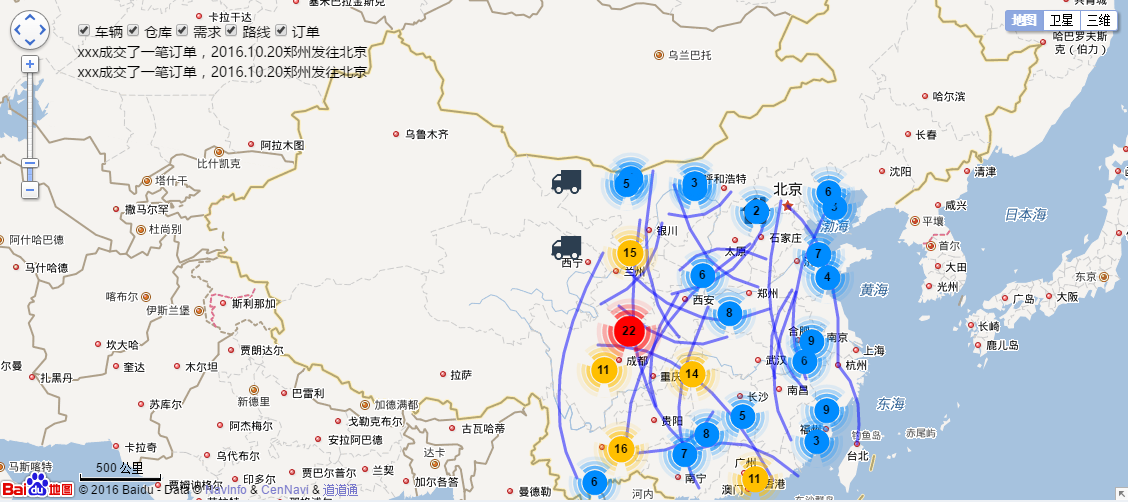 塞米巴拉金斯克
卡拉干达
共青城
地图 卫星 三维
车辆 仓库 需求 路线 订单
哈巴罗夫斯
克（伯力）
xxx成交了一笔订单，2016.10.20郑州发往北京
xxx成交了一笔订单，2016.10.20郑州发往北京
乌兰巴托
哈尔滨
乌鲁木齐
长春
阿拉木图
比什凯克
沈阳
清津
塔什干
5
3
呼和浩特
北京
6
撒马尔罕
2
咸兴
日本海
杜尚别
平壤
渤海
银川
阿什哈巴德
石家庄
首尔
15
太原
7
西宁
马什哈德
兰州
大田
6
4
东京
光州
黄海
喀布尔
斯利那加
西安
郑州
广岛
大阪
伊斯兰堡
8
长崎
22
合肥
南京
9
坎大哈
鹿儿岛
贾朗达尔
上海
成都
武汉
6
杭州
尔曼
奎达
木尔坦
11
拉萨
重庆
14
扎黑丹
南昌
巴雷利
新德里
长沙
苏库尔
加德满都
东海
9
5
戈勒克布尔
贵阳
阿杰梅尔
古瓦哈蒂
福州
赤尾屿
8
钓鱼岛
安拉阿巴德
3
卡拉奇
16
达卡
台北
7
乌代布尔
马斯喀特
500 公里
贾巴尔普尔
兰契
广州
南宁
11
香港
加尔各答
6
贾姆讷格尔
印多尔
澳门
曼德勒
河内
Bai 地图
© 2016 Baidu - Data © NavInfo & CenNavi & 道道通
东沙群岛